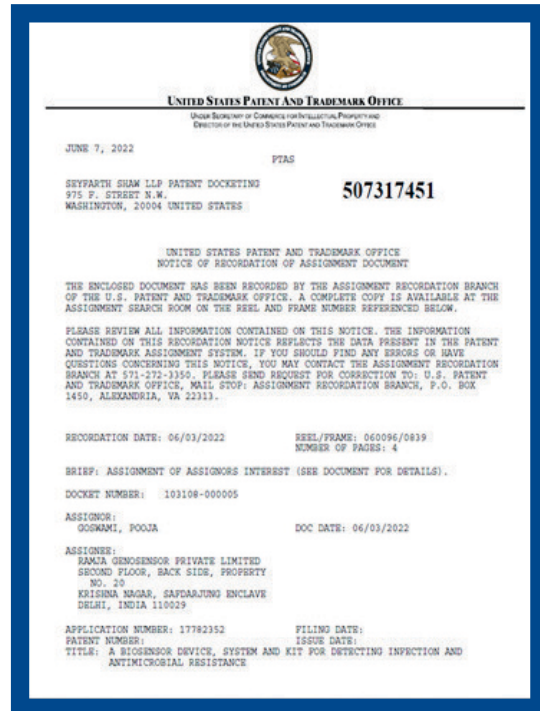 UNITED STATES PATENT AND TRADEMARK OFFICE
UNDER SECRETARY OF COMMERCE FOR INTELLECTUAL PROPERTY AND
DIRECTOR OF THE UNITED STATES PATENT AND TRADEMARK OFFICE
JUNE 7, 2022
PTAS
SEYFARTH SHAW LLP PATENT DOCKETING
975 F. STREET N.W.
WASHINGTON, 20004 UNITED STATES
507317451
UNITED STATES PATENT AND TRADEMARK OFFICE
NOTICE OF RECORDATION OF ASSIGNMENT DOCUMENT
THE ENCLOSED DOCUMENT HAS BEEN RECORDED BY THE ASSIGNMENT RECORDATION BRANCH
OF THE U.S. PATENT AND TRADEMARK OFFICE. A COMPLETE COPY IS AVAILABLE AT THE
ASSIGNMENT SEARCH ROOM ON THE REEL AND FRAME NUMBER REFERENCED BELOW.
PLEASE REVIEW ALL INFORMATION CONTAINED ON THIS NOTICE. THE INFORMATION
CONTAINED ON THIS RECORDATION NOTICE REFLECTS THE DATA PRESENT IN THE PATENT
AND TRADEMARK ASSIGNMENT SYSTEM. IF YOU SHOULD FIND ANY ERRORS OR HAVE
QUESTIONS CONCERNING THIS NOTICE, YOU MAY CONTACT THE ASSIGNMENT RECORDATION
BRANCH AT 571-272-3350. PLEASE SEND REQUEST FOR CORRECTION TO: U.S. PATENT
AND TRADEMARK OFFICE, MAIL STOP: ASSIGNMENT RECORDATION BRANCH, P.O. BOX
1450, ALEXANDRIA, VA 22313.
RECORDATION DATE: 06/03/2022 REEL/FRAME: 060096/0839
NUMBER OF PAGES: 4
BRIEF: ASSIGNMENT OF ASSIGNORS INTEREST (SEE DOCUMENT FOR DETAILS).
DOCKET NUMBER: 103108-000005
ASSIGNOR:
GOSWAMI, POOJA DOC DATE: 06/03/2022
ASSIGNEE:
RAMJA GENOSENSOR PRIVATE LIMITED
SECOND FLOOR, BACK SIDE, PROPERTY
NO. 20
KRISHNA NAGAR, SAFDARJUNG ENCLAVE
DELHI, INDIA 110029
APPLICATION NUMBER: 17782352 FILING DATE:
PATENT NUMBER: ISSUE DATE:
TITLE: A BIOSENSOR DEVICE, SYSTEM AND KIT FOR DETECTING INFECTION AND
ANTIMICROBIAL RESISTANCE